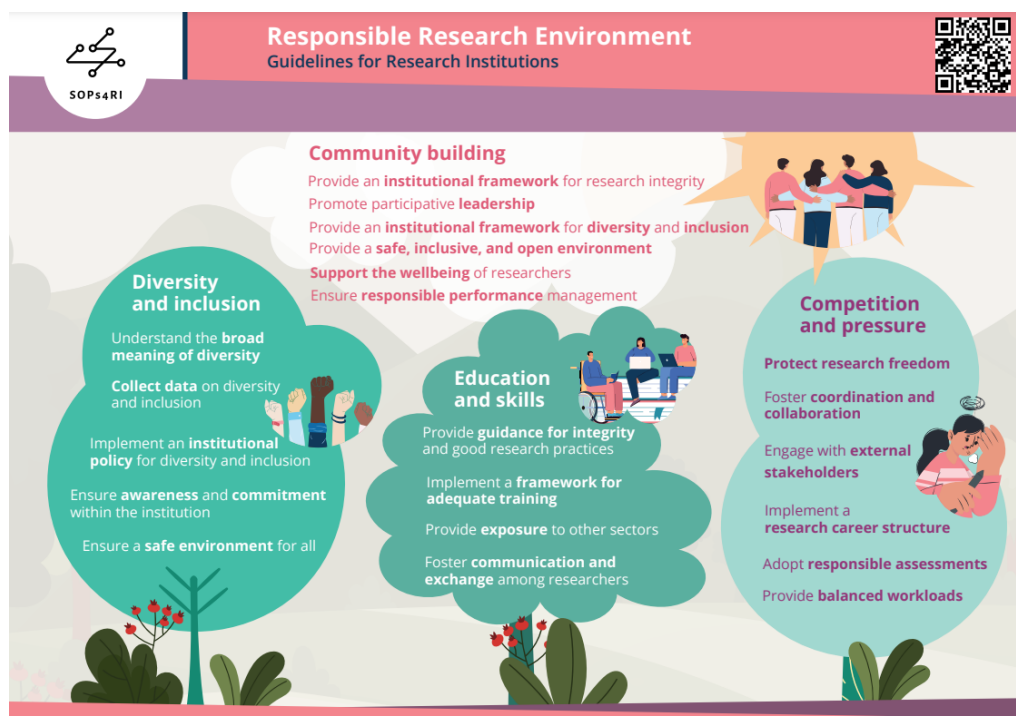 SOPs4RI
Responsible Research Environment
Guidelines for Research Institutions
Community building
Provide an institutional framework for research integrity
Promote participative leadership
Provide an institutional framework for diversity and inclusion
Provide a safe, inclusive, and open environment
Support the wellbeing of researchers
Ensure responsible performance management
Diversity
and inclusion
Understand the broad
meaning of diversity
Collect data on diversity
and inclusion
Implement an institutional
policy for diversity and inclusion
Ensure awareness and commitment
within the institution
Ensure a safe environment for all
Education
and skills
Provide guidance for integrity
and good research practices
Implement a framework for
adequate training
Provide exposure to other sectors
Foster communication and
exchange among researchers
Competition
and pressure
Protect research freedom
Foster coordination and
collaboration
Engage with external
stakeholders
Implement a
research career structure
Adopt responsible assessments
Provide balanced workloads